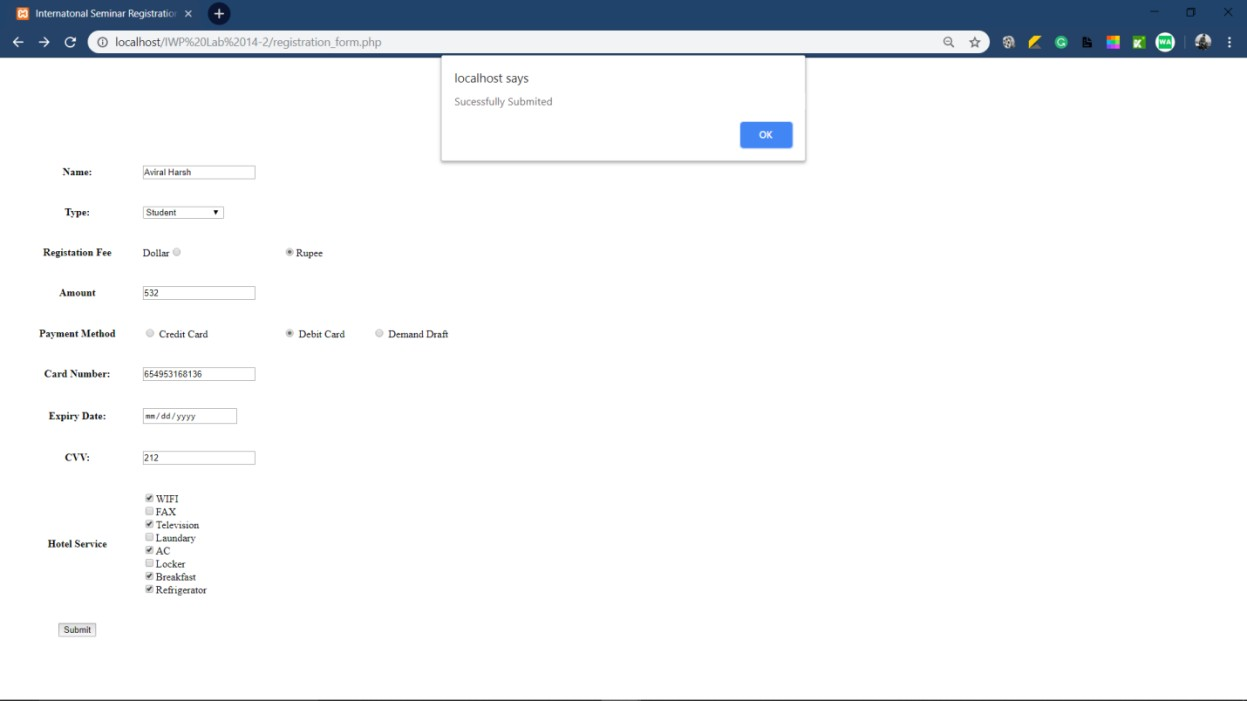 Internatonal Seminar Registration
localhost/IWP%20Lab%2014-2/registration_form.php
localhost says
Sucessfully Submited
OK
Name: Aviral Harsh
Type: Student
Registation Fee Dollar Rupee
Amount 532
Payment Method Credit Card Debit Card Demand Draft
Card Number: 654953168136
Expiry Date: mm/dd/yyyy
CVV: 212
Hotel Service
WIFI
FAX
Television
Laundary
AC
Locker
Breakfast
Refrigerator
Submit